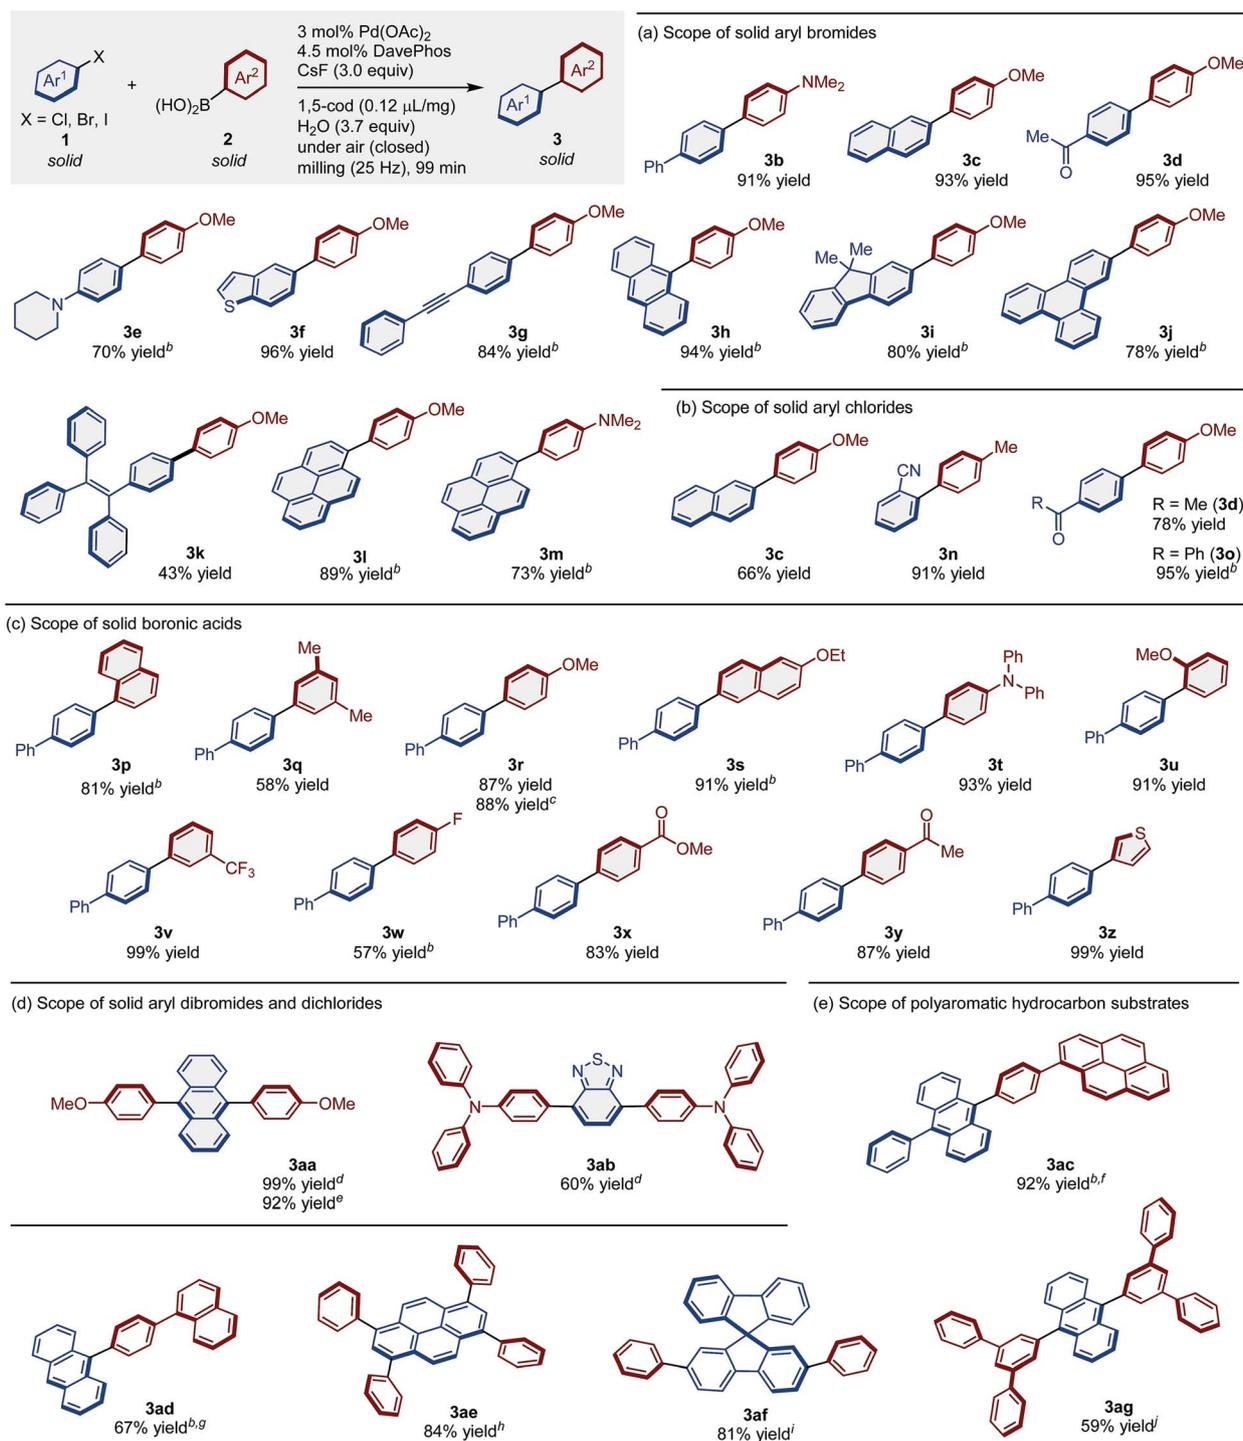 X
Ar¹
X = Cl, Br, I
1
solid
+
(HO)₂B
Ar²
2
solid
3 mol% Pd(OAc)₂
4.5 mol% DavePhos
CsF (3.0 equiv)
1,5-cod (0.12 μL/mg)
H₂O (3.7 equiv)
under air (closed)
milling (25 Hz), 99 min
Ar²
Ar¹
3
solid
(a) Scope of solid aryl bromides
NMe₂
Ph
3b
91% yield
OMe
3c
93% yield
OMe
Me
O
3d
95% yield
OMe
N
3e
70% yieldᵇ
OMe
S
3f
96% yield
OMe
3g
84% yieldᵇ
OMe
3h
94% yieldᵇ
OMe
Me Me
3i
80% yieldᵇ
OMe
3j
78% yieldᵇ
OMe
3k
43% yield
OMe
3l
89% yieldᵇ
NMe₂
3m
73% yieldᵇ
(b) Scope of solid aryl chlorides
OMe
3c
66% yield
Me
CN
3n
91% yield
OMe
R
O
R = Me (3d)
78% yield
R = Ph (3o)
95% yieldᵇ
(c) Scope of solid boronic acids
Ph
3p
81% yieldᵇ
Me
Me
Ph
3q
58% yield
OMe
Ph
3r
87% yield
88% yieldᶜ
OEt
Ph
3s
91% yieldᵇ
Ph
N
Ph
Ph
3t
93% yield
MeO
Ph
3u
91% yield
CF₃
Ph
3v
99% yield
F
Ph
3w
57% yieldᵇ
O
OMe
Ph
3x
83% yield
O
Me
Ph
3y
87% yield
S
Ph
3z
99% yield
(d) Scope of solid aryl dibromides and dichlorides
MeO
OMe
3aa
99% yieldᵈ
92% yieldᵉ
S
N N
N N
3ab
60% yieldᵈ
(e) Scope of polyaromatic hydrocarbon substrates
3ac
92% yieldᵇ,ᶠ
3ad
67% yieldᵇ,ᵍ
3ae
84% yieldʰ
3af
81% yieldⁱ
3ag
59% yieldʲ